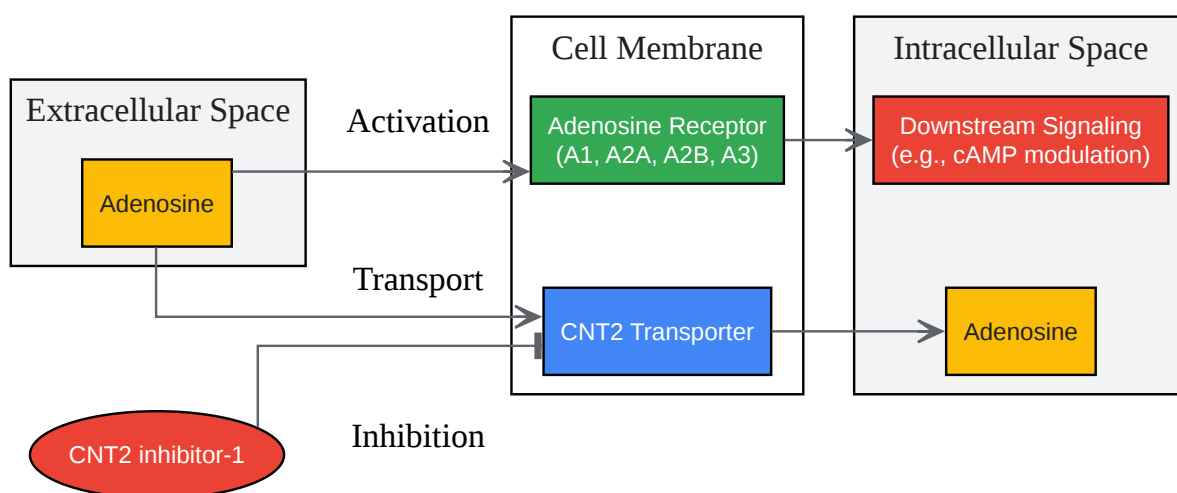 Extracellular Space
Adenosine
Activation
Transport
Inhibition
CNT2 inhibitor-1
Cell Membrane
Adenosine Receptor
(A1, A2A, A2B, A3)
CNT2 Transporter
Intracellular Space
Downstream Signaling
(e.g., cAMP modulation)
Adenosine